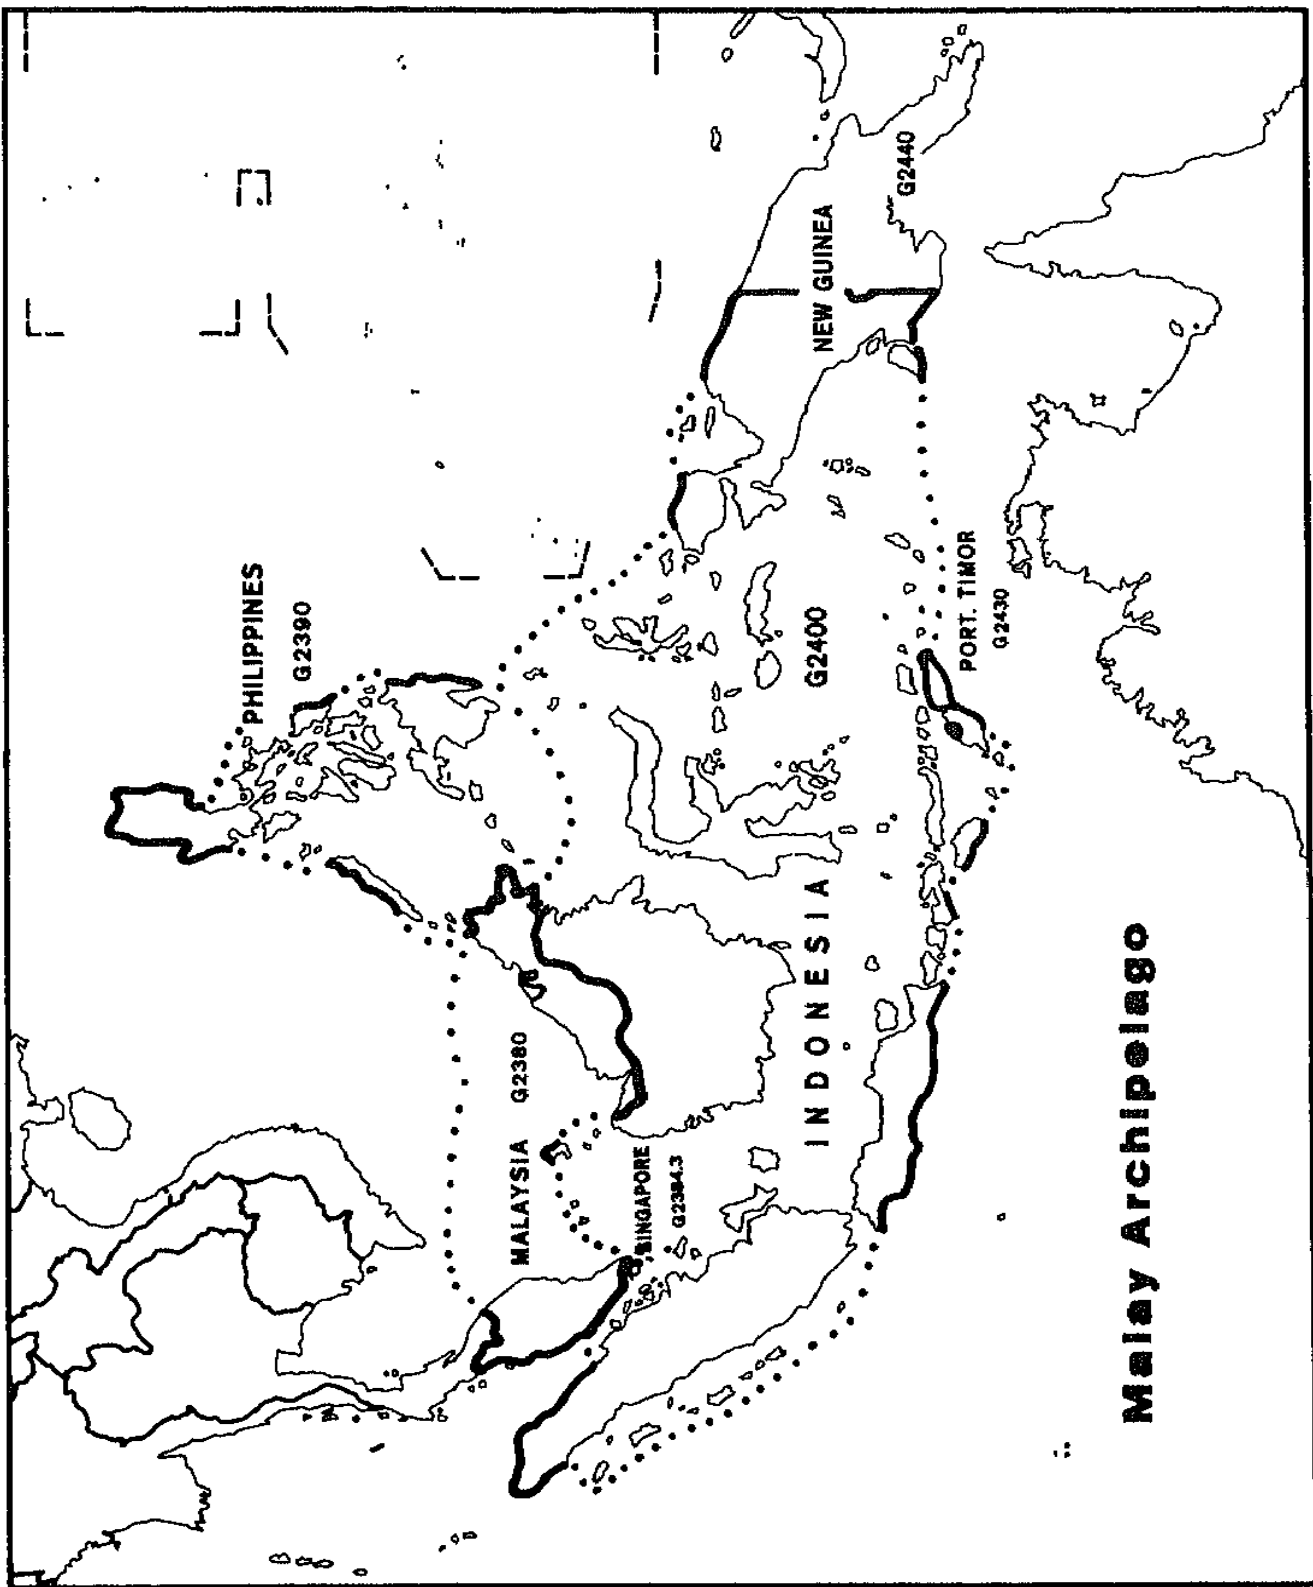 PHILIPPINES
G2390
MALAYSIA G2380
SINGAPORE
G2384.3
INDONESIA
G2400
NEW GUINEA
G2440
PORT. TIMOR
G2430
Malay Archipelago